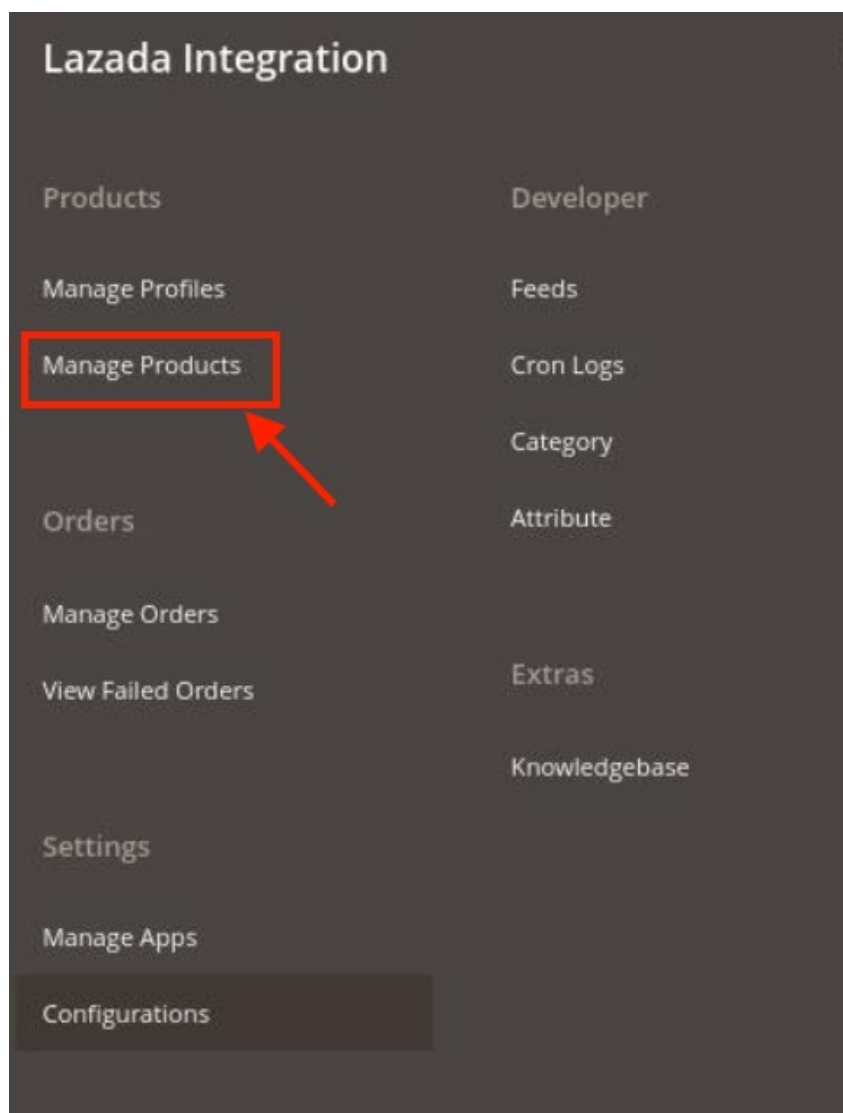 Lazada Integration
Products
Manage Profiles
Manage Products
Orders
Manage Orders
View Failed Orders
Settings
Manage Apps
Configurations
Developer
Feeds
Cron Logs
Category
Attribute
Extras
Knowledgebase